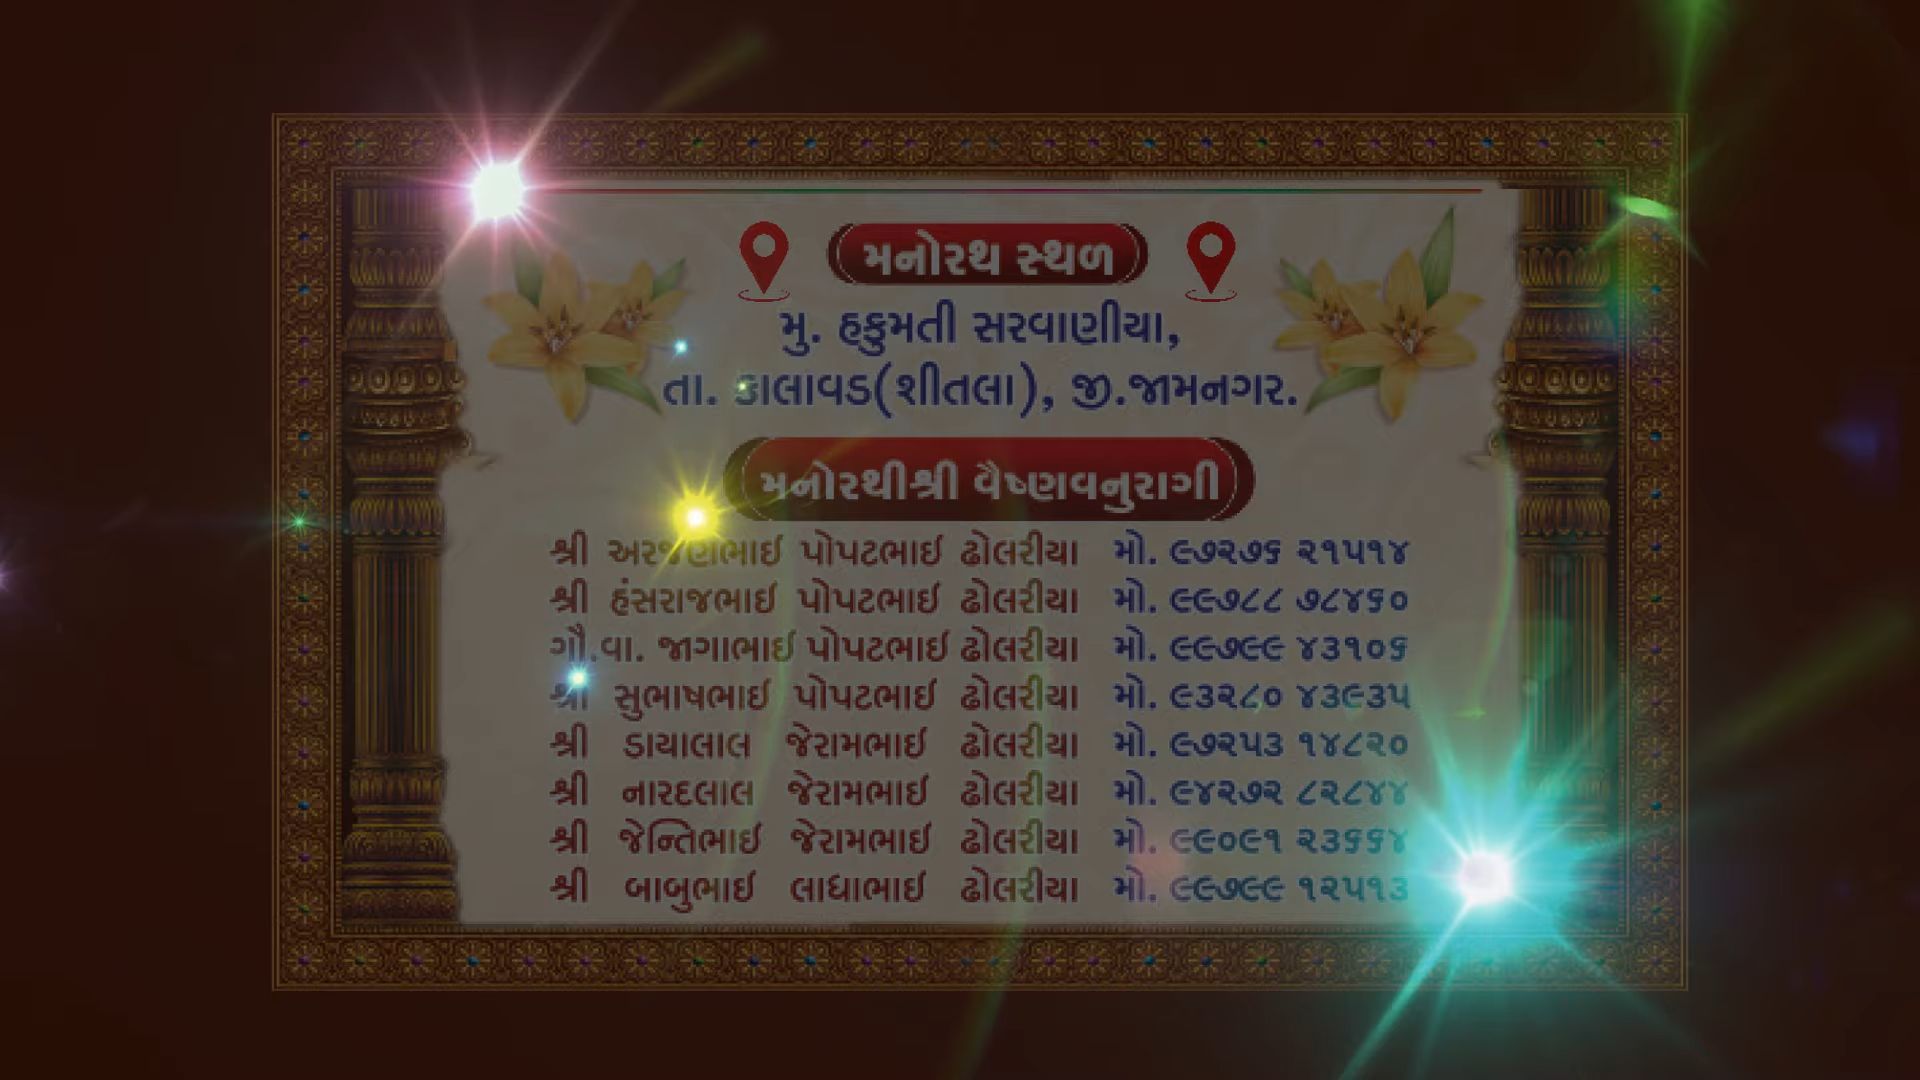 મનોરથ સ્થળ
મુ. હકુમતી સરવાણીયા,
તા. કાલાવડ(શીતલા), જી.જામનગર.
મનોરથીશ્રી વૈષ્ણવનુરાગી
શ્રી અરજણભાઈ પોપટભાઈ ઢોલરીયા મો. ૯૭૨૭૬ ૨૧૫૧૪
શ્રી હંસરાજભાઈ પોપટભાઈ ઢોલરીયા મો. ૯૯૭૮૮ ૭૮૪૬૦
ગૌ.વા. જાગાભાઈ પોપટભાઈ ઢોલરીયા મો. ૯૯૭૯૯ ૪૩૧૦૬
શ્રી સુભાષભાઈ પોપટભાઈ ઢોલરીયા મો. ૯૩૨૮૦ ૪૩૯૩૫
શ્રી ડાયાલાલ જેરામભાઈ ઢોલરીયા મો. ૯૭૨૫૩ ૧૪૮૨૦
શ્રી નારદલાલ જેરામભાઈ ઢોલરીયા મો. ૯૪૨૭૨ ૮૨૮૪૪
શ્રી જેન્તિભાઈ જેરામભાઈ ઢોલરીયા મો. ૯૯૦૯૧ ૨૩૬૬૪
શ્રી બાબુભાઈ લાધાભાઈ ઢોલરીયા મો. ૯૯૭૯૯ ૧૨૫૧૩